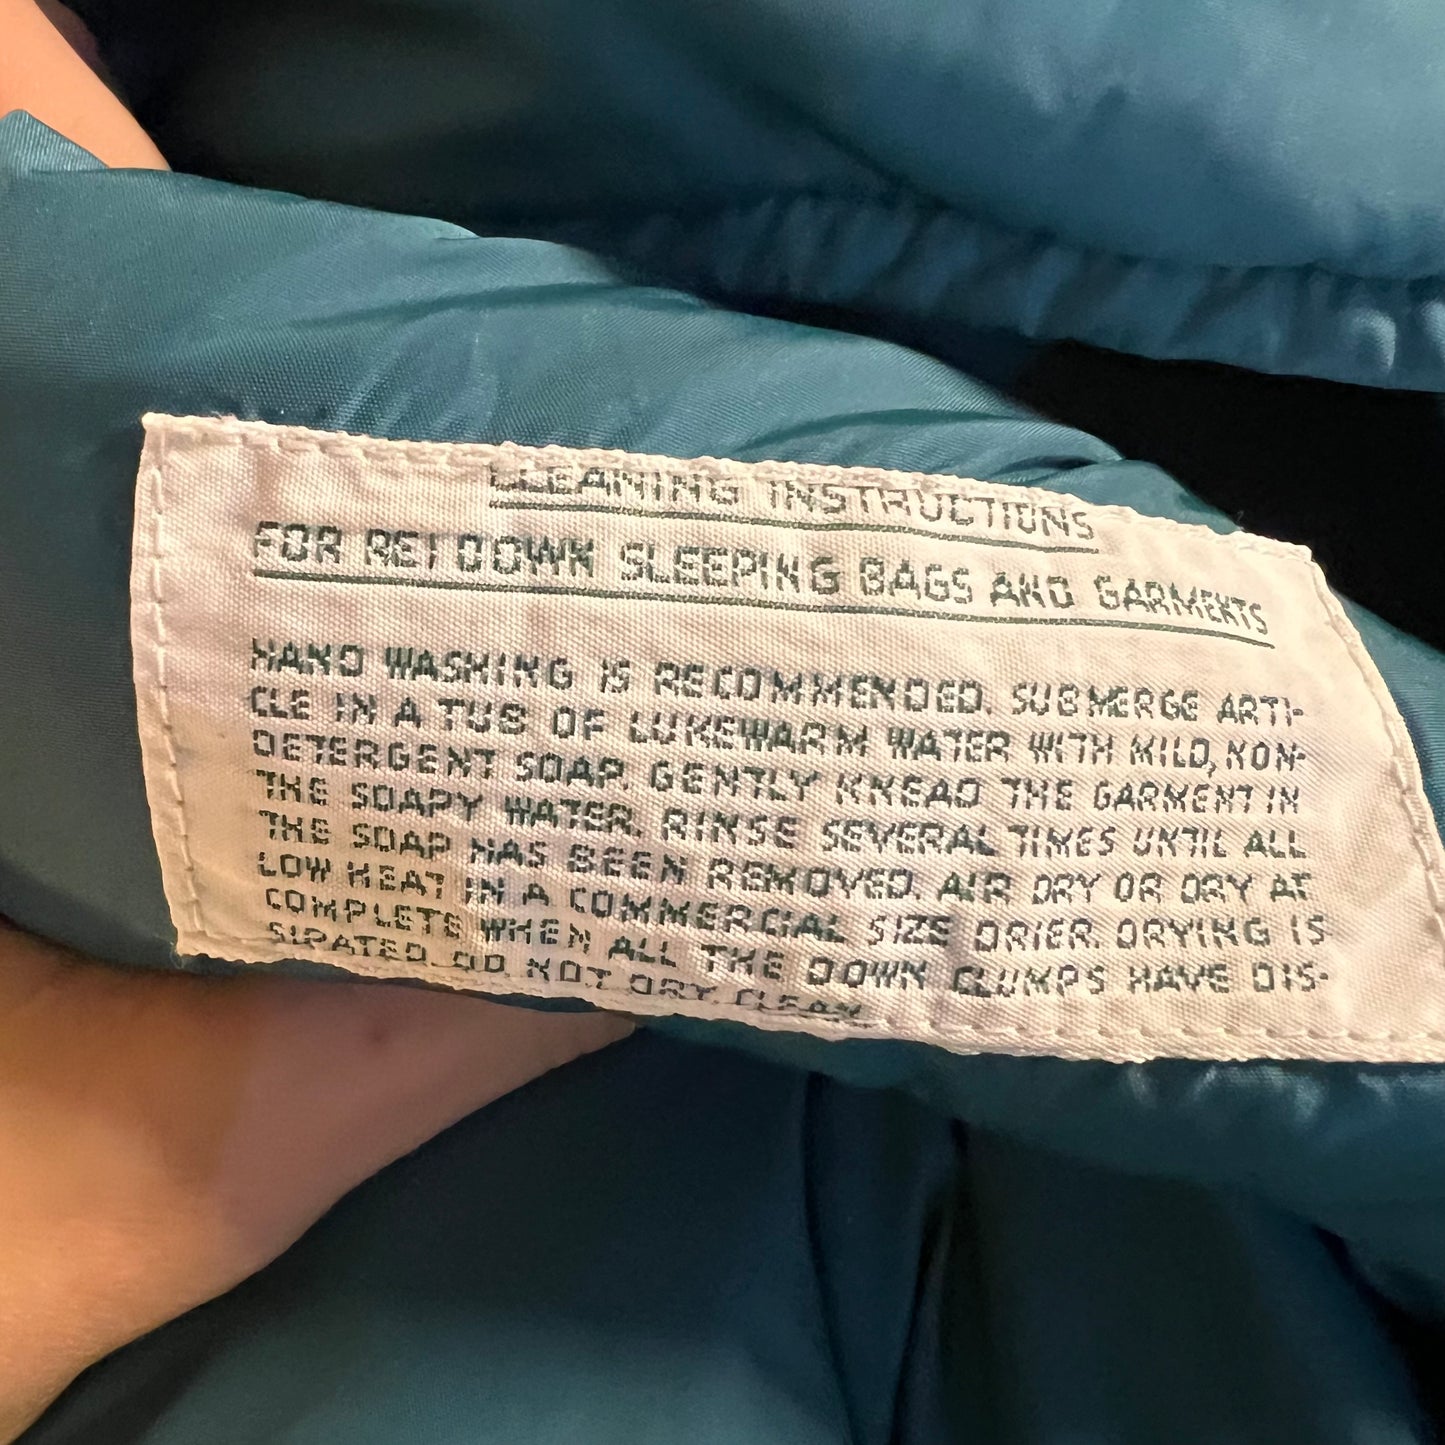 CLEANING INSTRUCTIONS
FOR REI DOWN SLEEPING BAGS AND GARMENTS
HAND WASHING IS RECOMMENDED. SUBMERGE ARTI-
CLE IN A TUB OF LUKEWARM WATER WITH MILD, NON-
DETERGENT SOAP. GENTLY KNEAD THE GARMENT IN
THE SOAPY WATER. RINSE SEVERAL TIMES UNTIL ALL
THE SOAP HAS BEEN REMOVED. AIR DRY OR DRY AT
LOW HEAT IN A COMMERCIAL SIZE DRIER. DRYING IS
COMPLETE WHEN ALL THE DOWN CLUMPS HAVE DIS-
SIPATED. DO NOT DRY CLEAN.